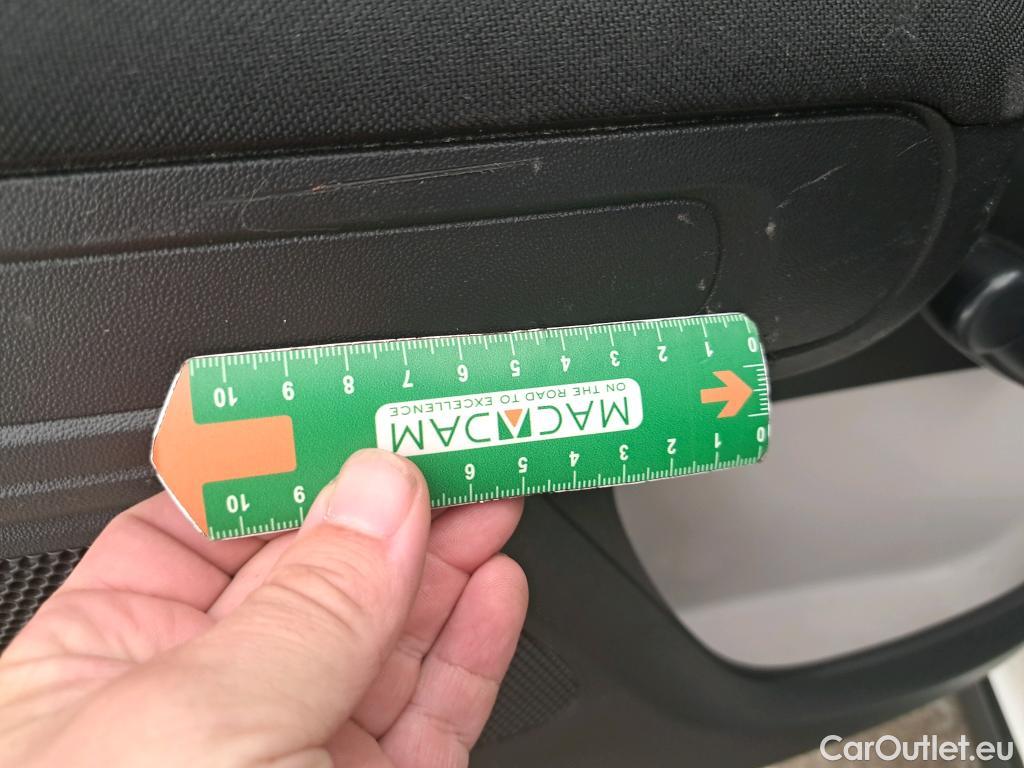 10 9 8 7 6 5 4 3 2 1 0
MACADAM
ON THE ROAD TO EXCELLENCE
10 9 6 5 4 3 2 1 0
CarOutlet.eu